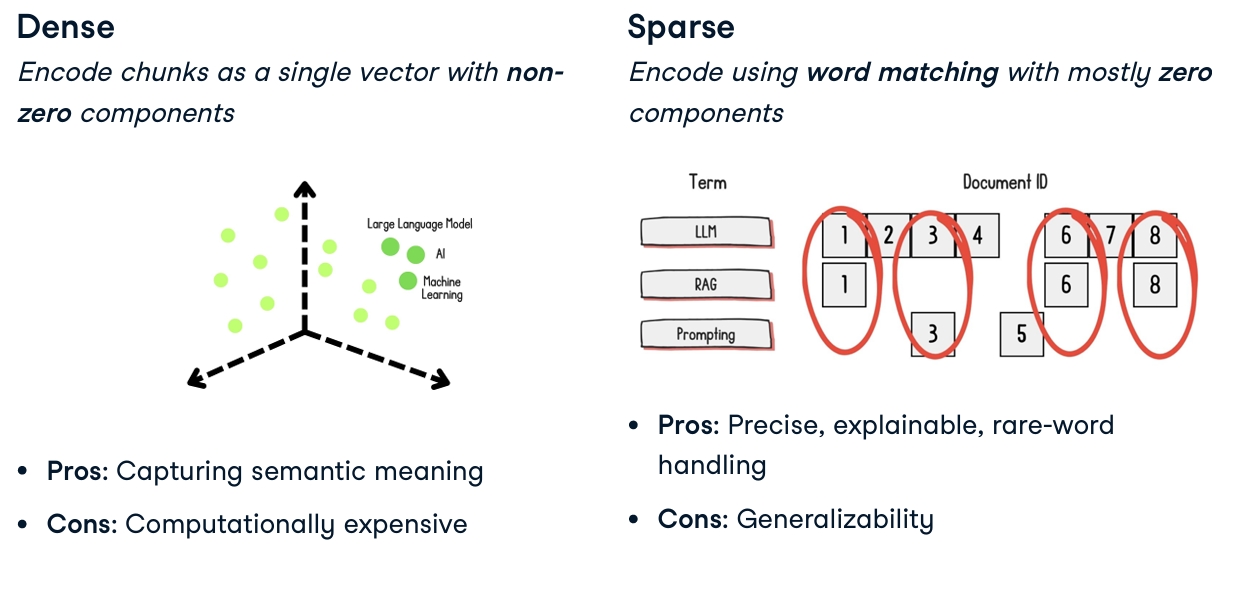 Dense
Encode chunks as a single vector with non-
zero components
Large Language Model
AI
Machine
Learning
• Pros: Capturing semantic meaning
• Cons: Computationally expensive
Sparse
Encode using word matching with mostly zero
components
Term Document ID
LLM 1 2 3 4 6 7 8
RAG 1 6 8
Prompting 3 5
• Pros: Precise, explainable, rare-word
handling
• Cons: Generalizability